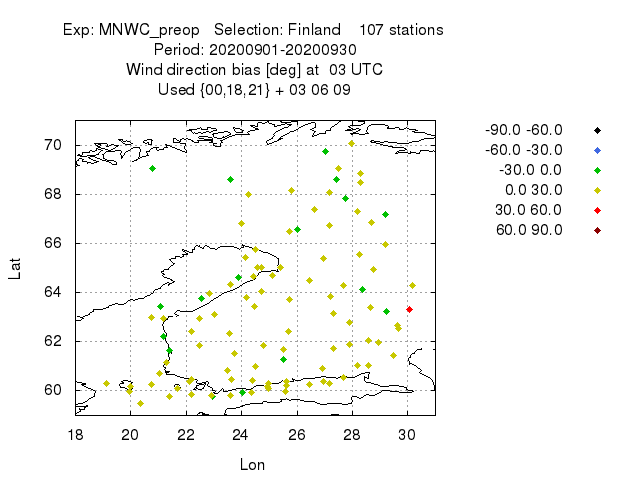 Exp: MNWC_preop   Selection: Finland    107 stations
Period: 20200901-20200930
Wind direction bias [deg] at  03 UTC
Used {00,18,21} + 03 06 09
-90.0 -60.0
-60.0 -30.0
-30.0 0.0
0.0 30.0
30.0 60.0
60.0 90.0
70
68
66
64
62
60
Lat
18 20 22 24 26 28 30
Lon